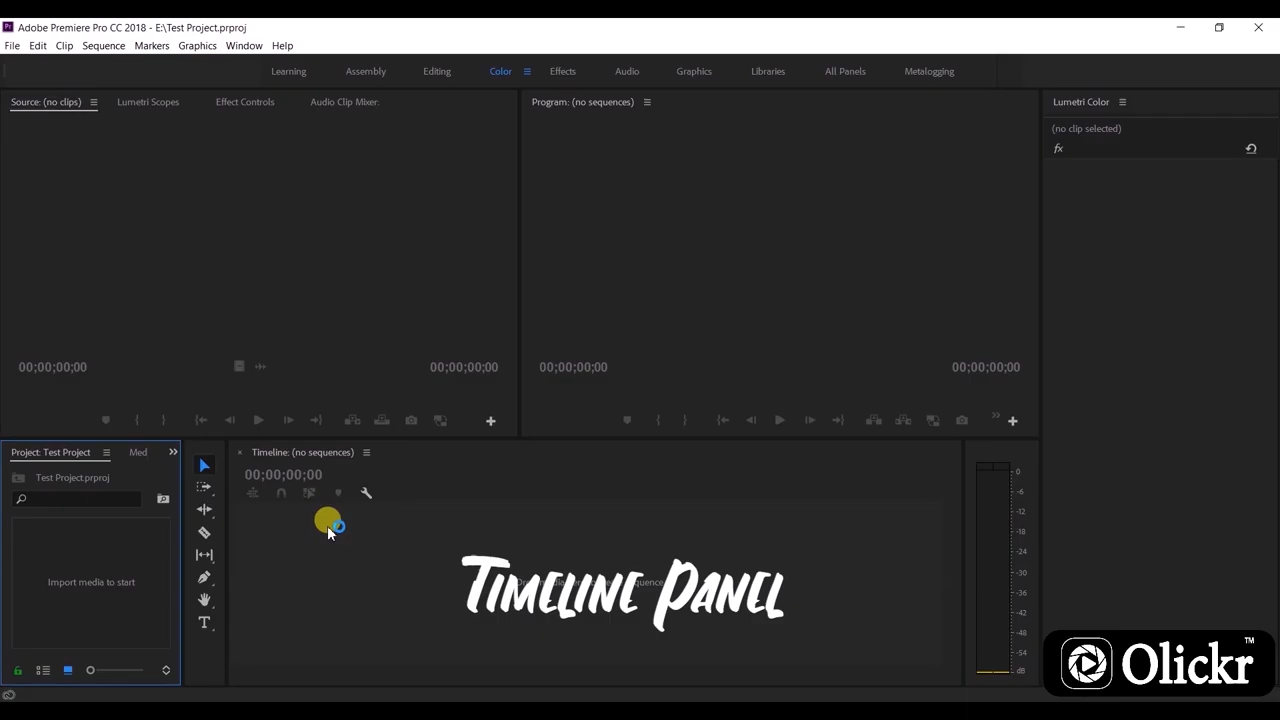 Adobe Premiere Pro CC 2018 - E:\Test Project.prproj
File Edit Clip Sequence Markers Graphics Window Help
Learning Assembly Editing Color Effects Audio Graphics Libraries All Panels Metalogging
Source: (no clips) Lumetri Scopes Effect Controls Audio Clip Mixer:
Program: (no sequences)
Lumetri Color
(no clip selected)
fx
00;00;00;00 00;00;00;00
00;00;00;00 00;00;00;00
Project: Test Project Med
Test Project.prproj
Import media to start
Timeline: (no sequences)
00;00;00;00
Timeline Panel
0
-6
-12
-18
-24
-30
-36
-42
-48
-54
dB
Olickr™